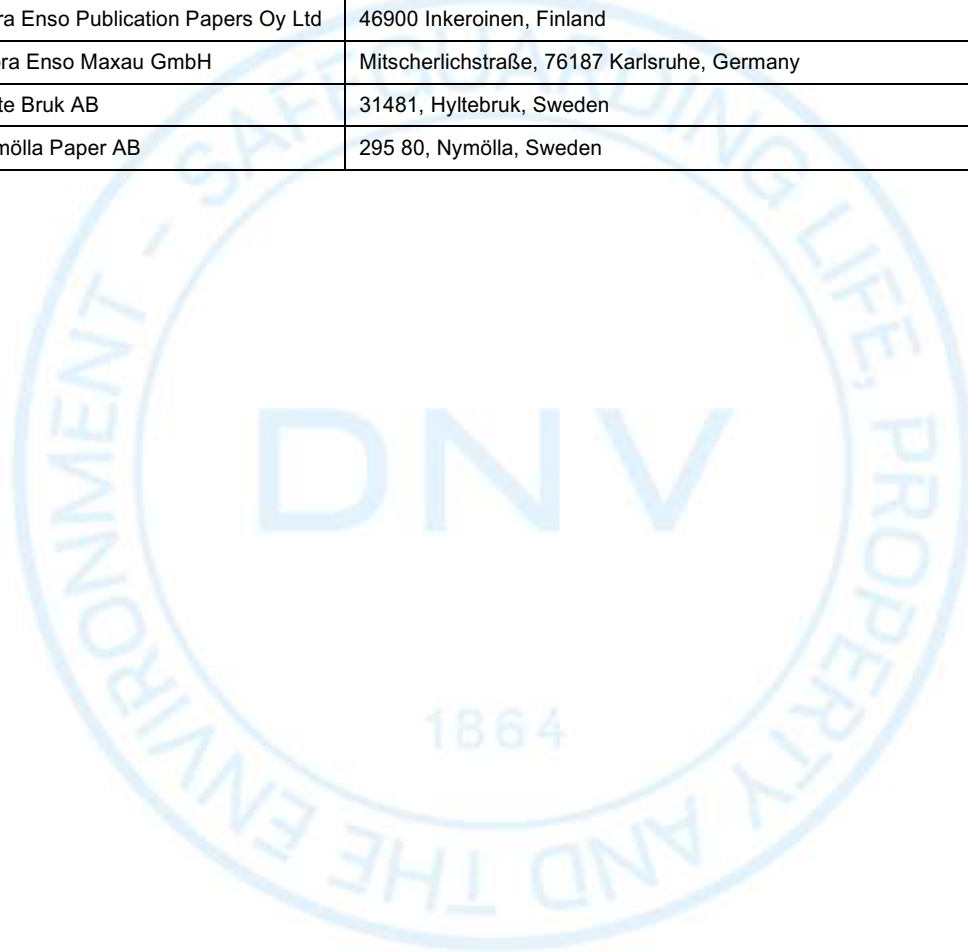 ra Enso Publication Papers Oy Ltd 46900 Inkeroinen, Finland
ra Enso Maxau GmbH Mitscherlichstraße, 76187 Karlsruhe, Germany
te Bruk AB 31481, Hyltebruk, Sweden
mölla Paper AB 295 80, Nymölla, Sweden
SAFEGUARDING LIFE, PROPERTY AND THE ENVIRONMENT -
DNV
1864